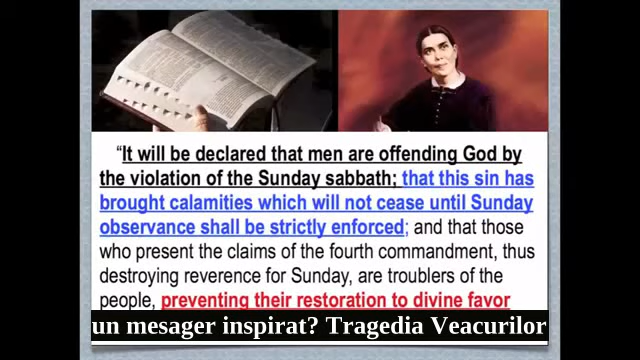 “It will be declared that men are offending God by
the violation of the Sunday sabbath; that this sin has
brought calamities which will not cease until Sunday
observance shall be strictly enforced; and that those
who present the claims of the fourth commandment, thus
destroying reverence for Sunday, are troublers of the
people, preventing their restoration to divine favor
un mesager inspirat? Tragedia Veacurilor